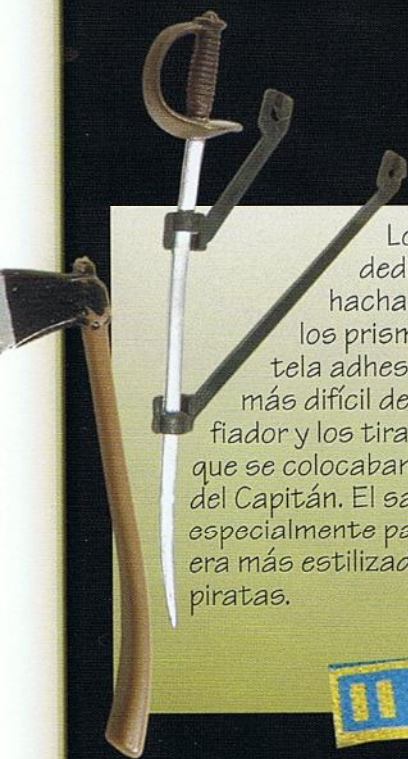 Lo
ded
hacha
los prism
tela adhes
más difícil de
fiador y los tira
que se colocaban
del Capitán. El sa
especialmente pa
era más estilizad
piratas.